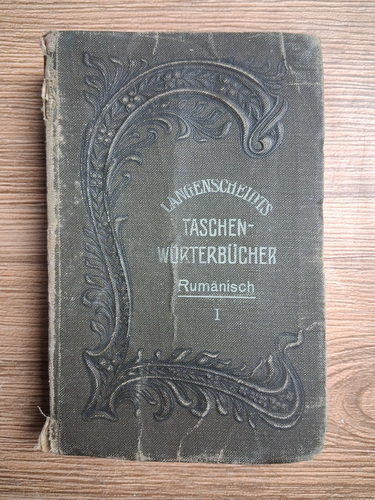 LANGENSCHEIDTS
TASCHEN-
WÖRTERBÜCHER
Rumänisch
I